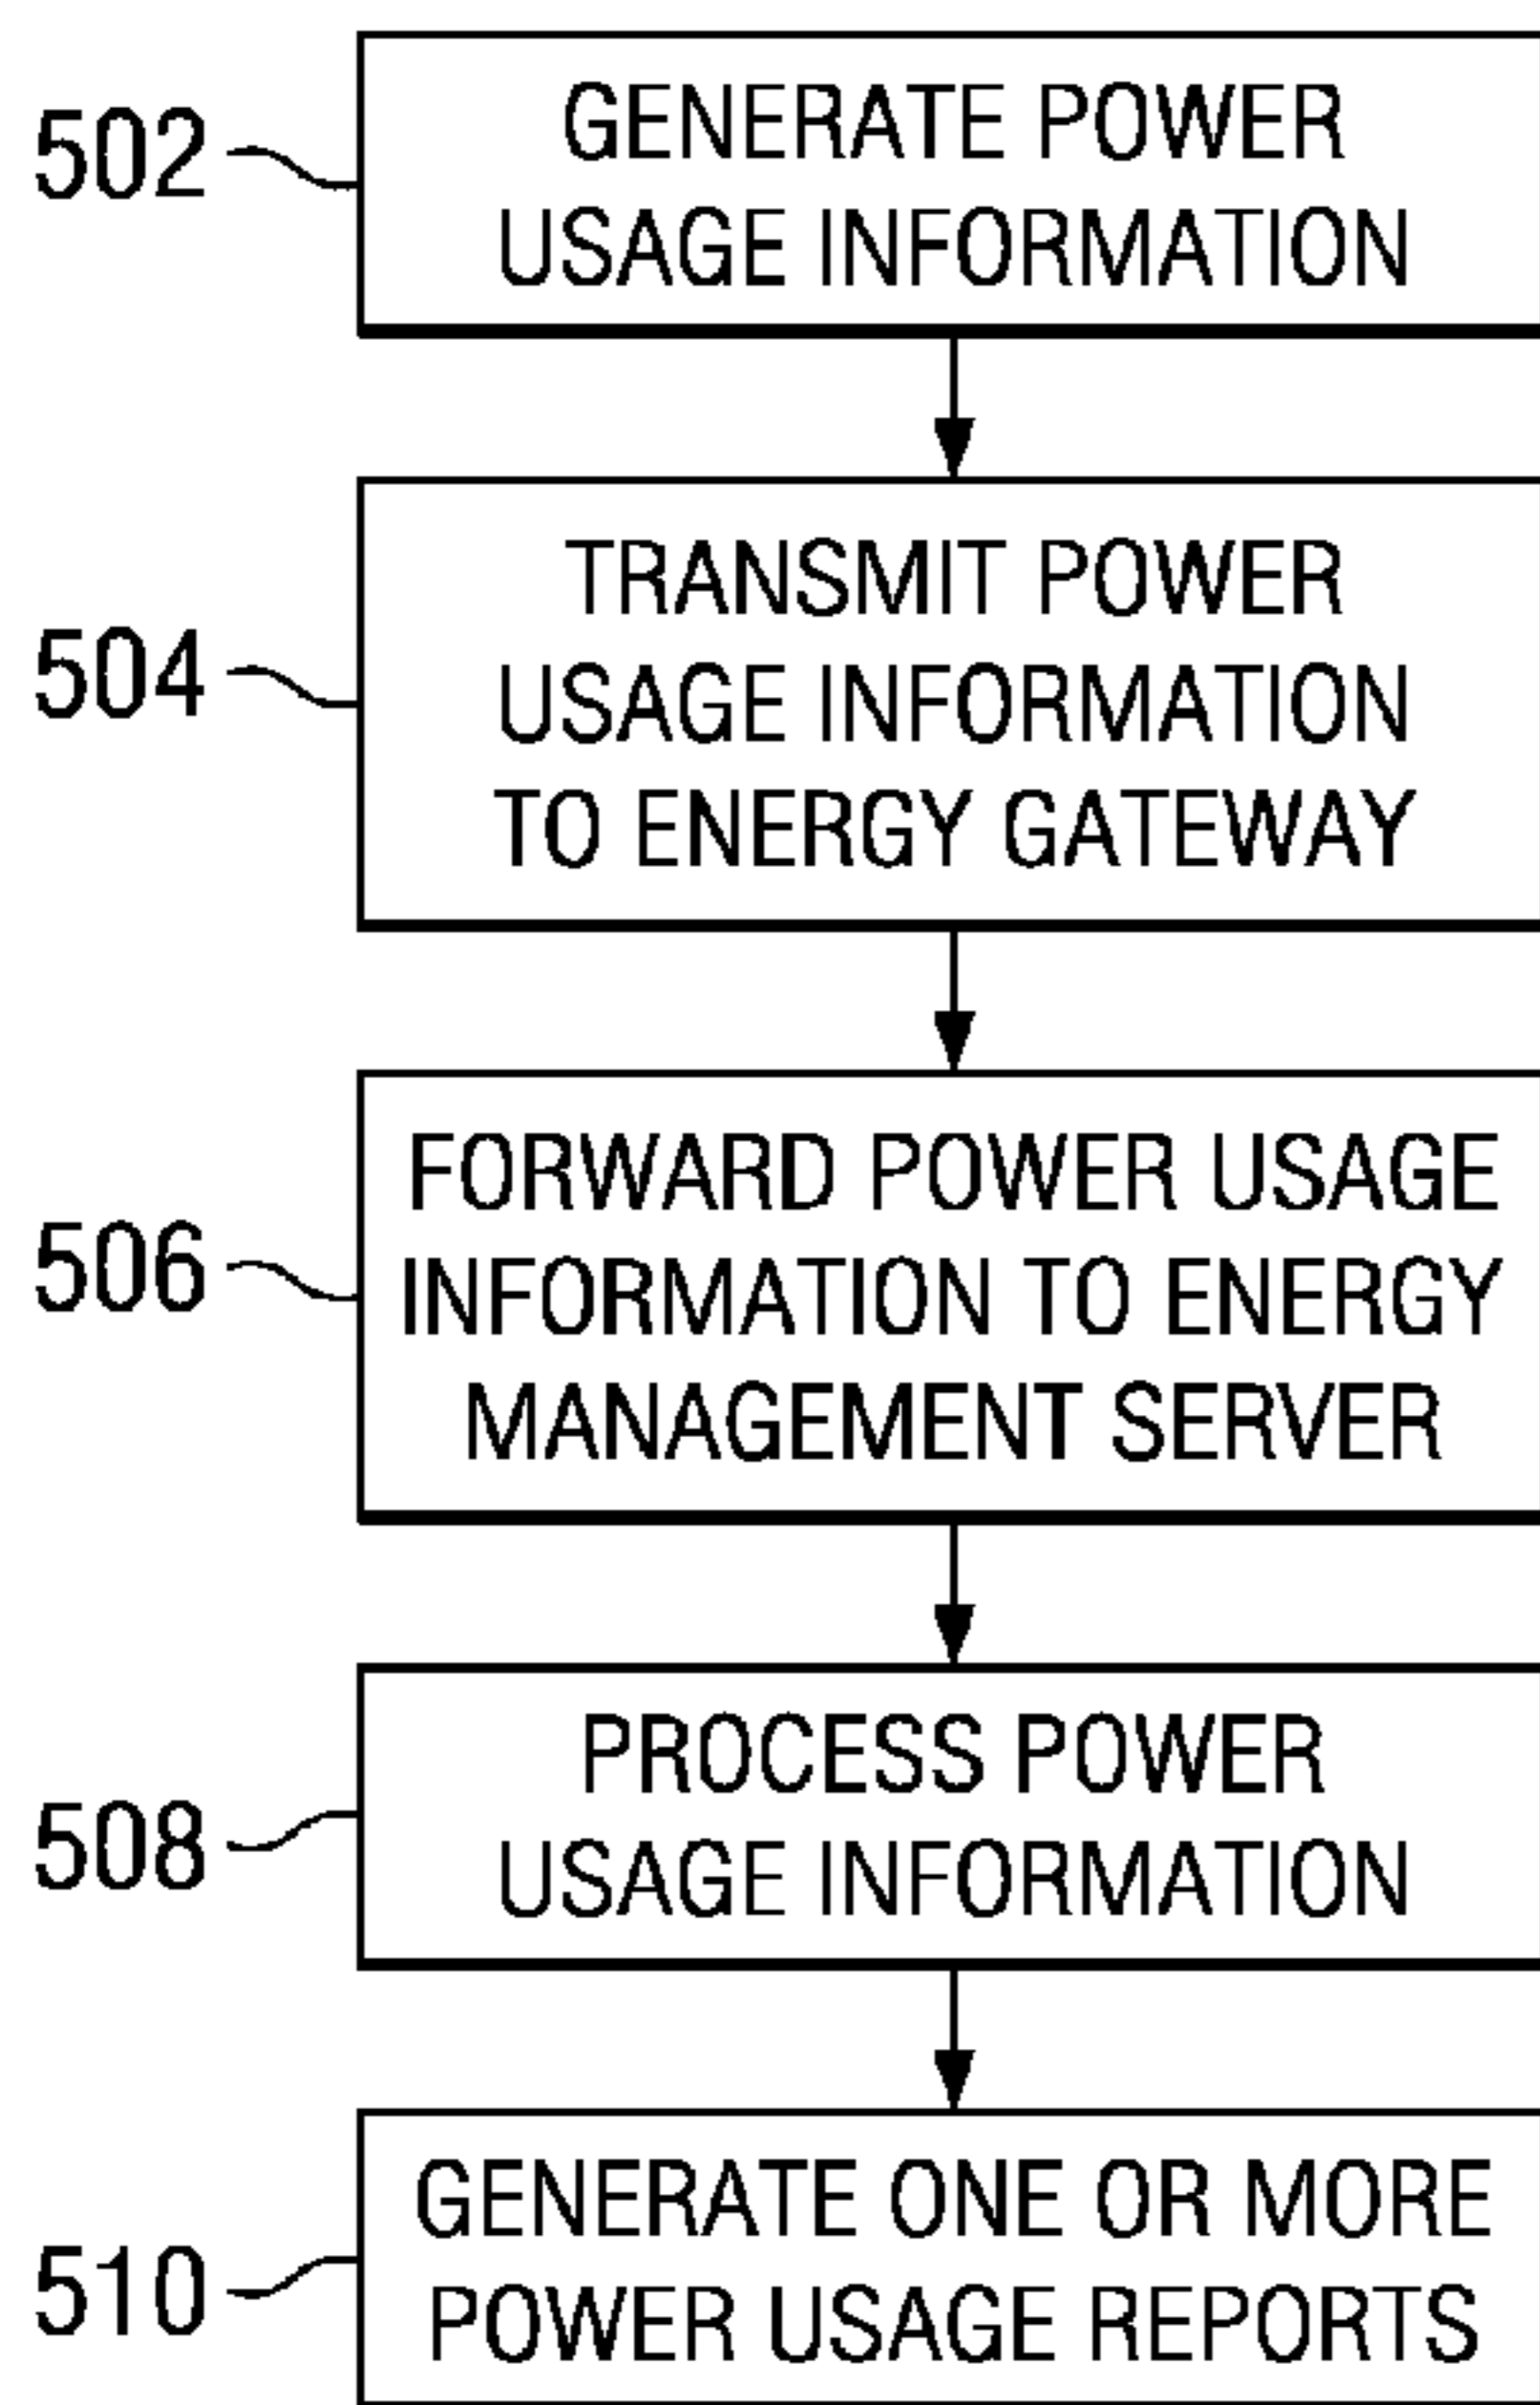 502
GENERATE POWER
USAGE INFORMATION
504
TRANSMIT POWER
USAGE INFORMATION
TO ENERGY GATEWAY
506
FORWARD POWER USAGE
INFORMATION TO ENERGY
MANAGEMENT SERVER
508
PROCESS POWER
USAGE INFORMATION
510
GENERATE ONE OR MORE
POWER USAGE REPORTS